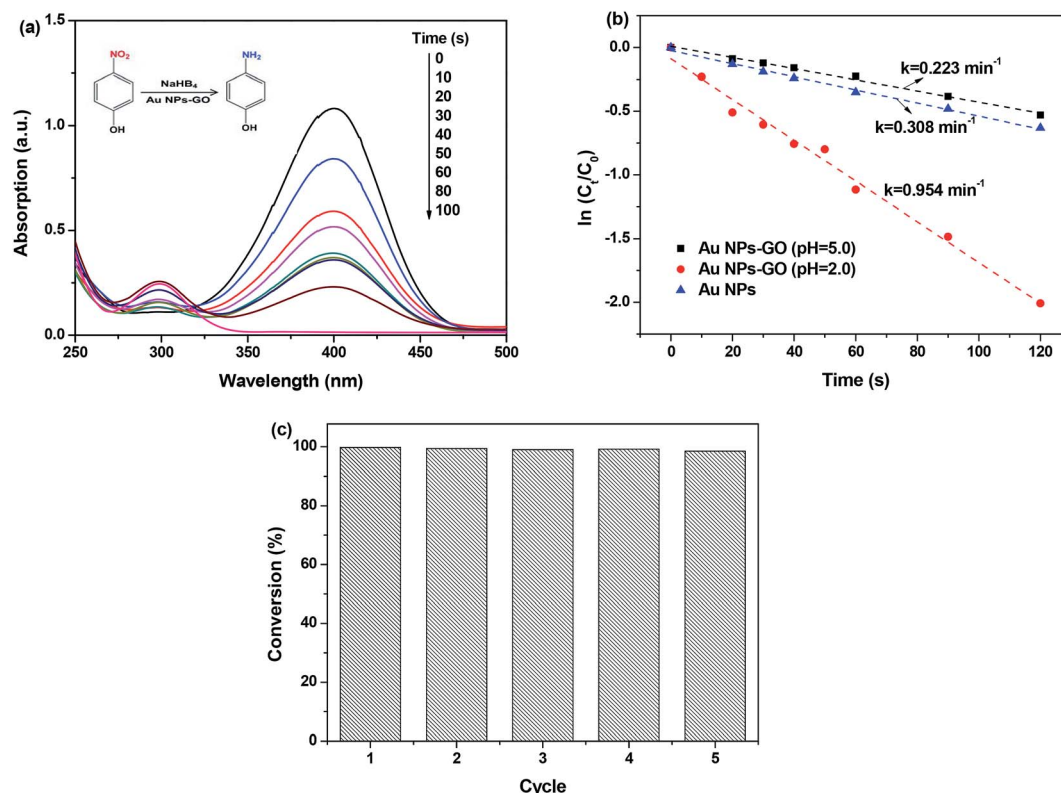 (a)
1.5
1.0
0.5
0.0
Absorption (a.u.)
250 300 350 400 450 500
Wavelength (nm)
NO2
OH
NaHB4
Au NPs-GO
NH2
OH
Time (s)
0
10
20
30
40
50
60
80
100
(b)
0.0
-0.5
-1.0
-1.5
-2.0
ln (Ct/C0)
k=0.223 min-1
k=0.308 min-1
k=0.954 min-1
Au NPs-GO (pH=5.0)
Au NPs-GO (pH=2.0)
Au NPs
0 20 40 60 80 100 120
Time (s)
(c)
100
80
60
40
20
0
Conversion (%)
1 2 3 4 5
Cycle